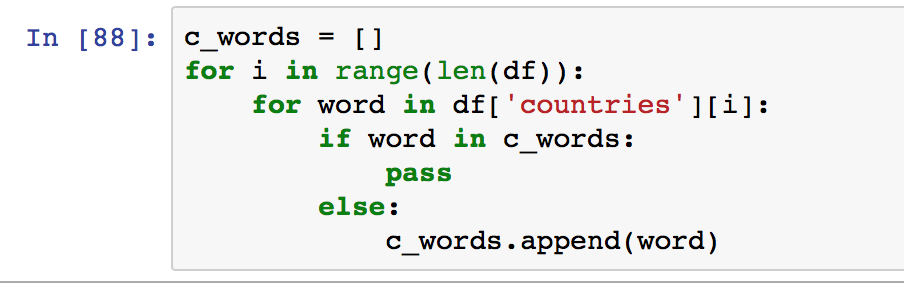 In [88]: c_words = []
for i in range(len(df)):
    for word in df['countries'][i]:
        if word in c_words:
            pass
        else:
            c_words.append(word)